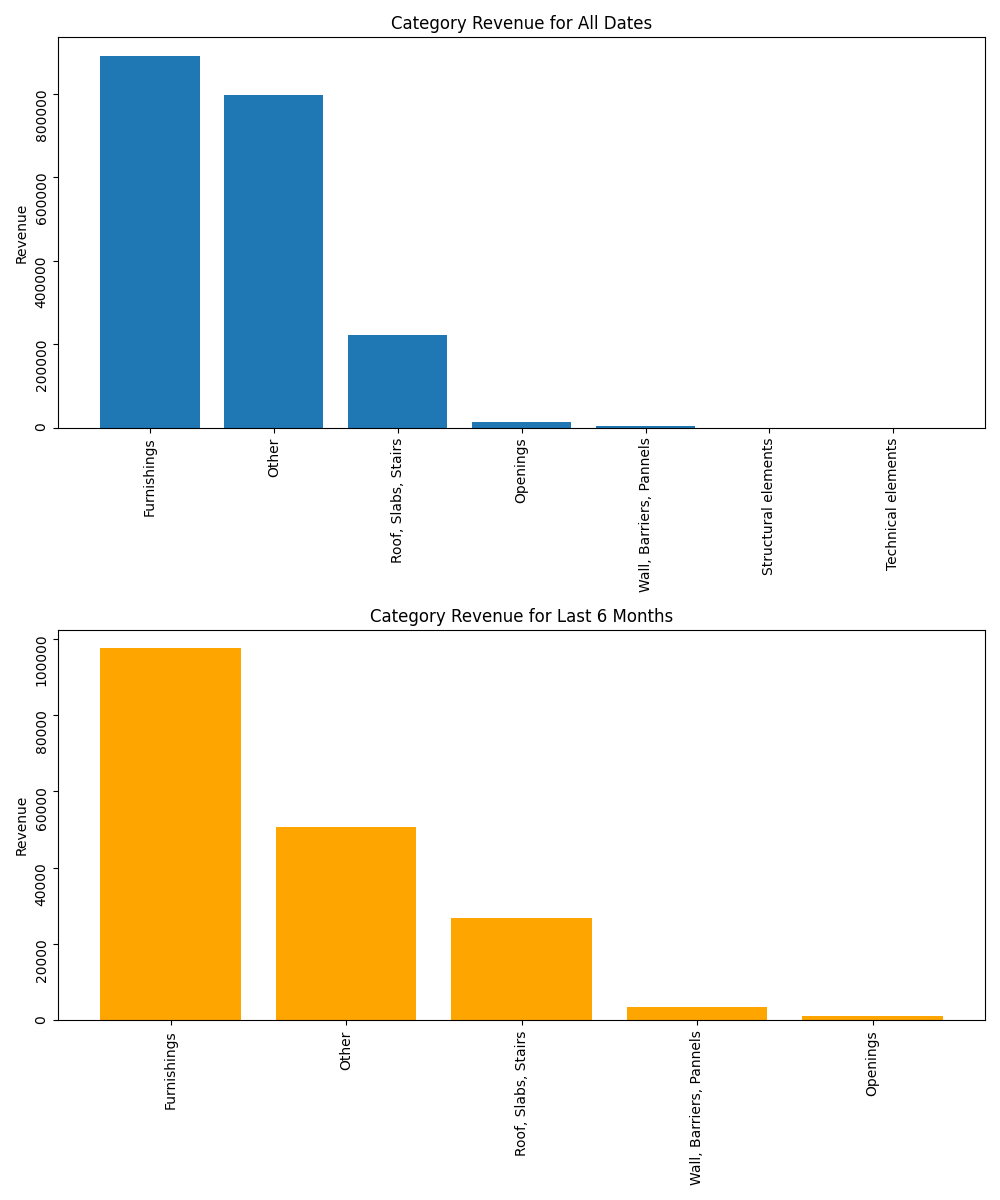 Category Revenue for All Dates
Revenue
800000
600000
400000
200000
0
Furnishings
Other
Roof, Slabs, Stairs
Openings
Wall, Barriers, Pannels
Structural elements
Technical elements
Category Revenue for Last 6 Months
Revenue
100000
80000
60000
40000
20000
0
Furnishings
Other
Roof, Slabs, Stairs
Wall, Barriers, Pannels
Openings